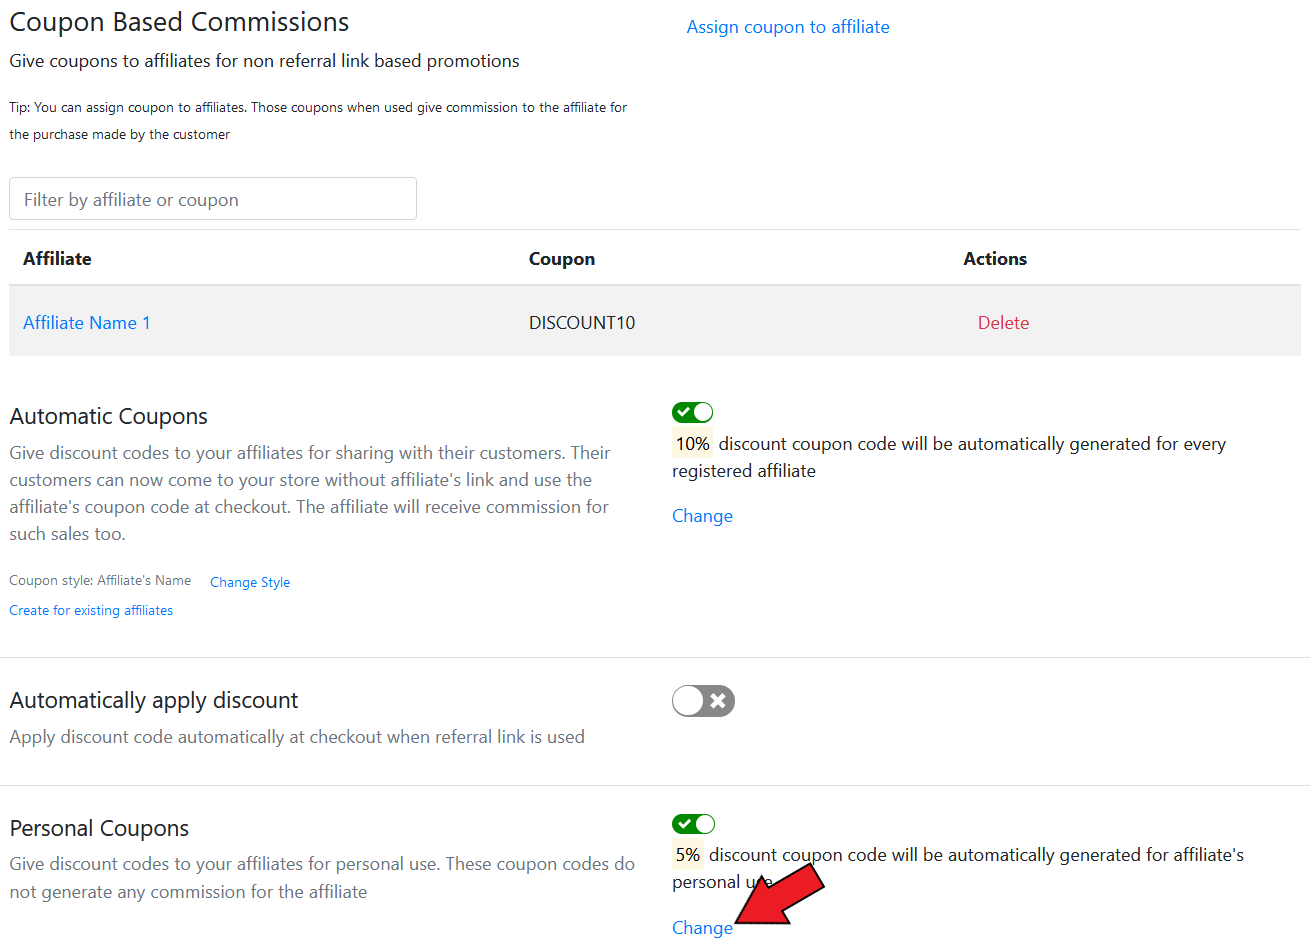 Coupon Based Commissions
Assign coupon to affiliate
Give coupons to affiliates for non referral link based promotions
Tip: You can assign coupon to affiliates. Those coupons when used give commission to the affiliate for
the purchase made by the customer
Filter by affiliate or coupon
Affiliate Coupon Actions
Affiliate Name 1 DISCOUNT10 Delete
Automatic Coupons
Give discount codes to your affiliates for sharing with their customers. Their
customers can now come to your store without affiliate's link and use the
affiliate's coupon code at checkout. The affiliate will receive commission for
such sales too.
Coupon style: Affiliate's Name Change Style
Create for existing affiliates
10% discount coupon code will be automatically generated for every
registered affiliate
Change
Automatically apply discount
Apply discount code automatically at checkout when referral link is used
Personal Coupons
Give discount codes to your affiliates for personal use. These coupon codes do
not generate any commission for the affiliate
5% discount coupon code will be automatically generated for affiliate's
personal use
Change